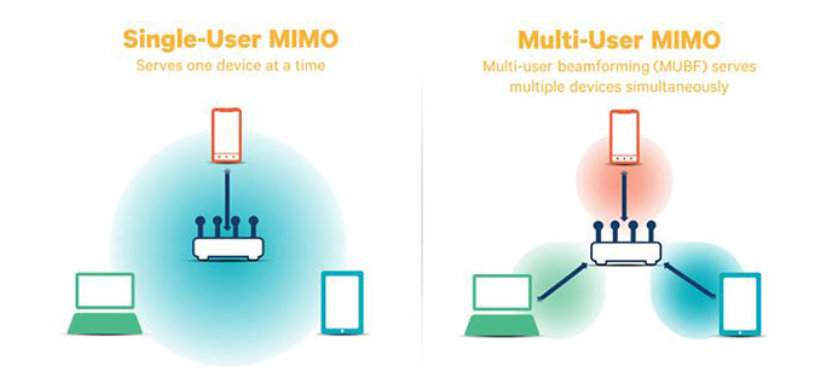 Single-User MIMO
Serves one device at a time
Multi-User MIMO
Multi-user beamforming (MUBF) serves
multiple devices simultaneously